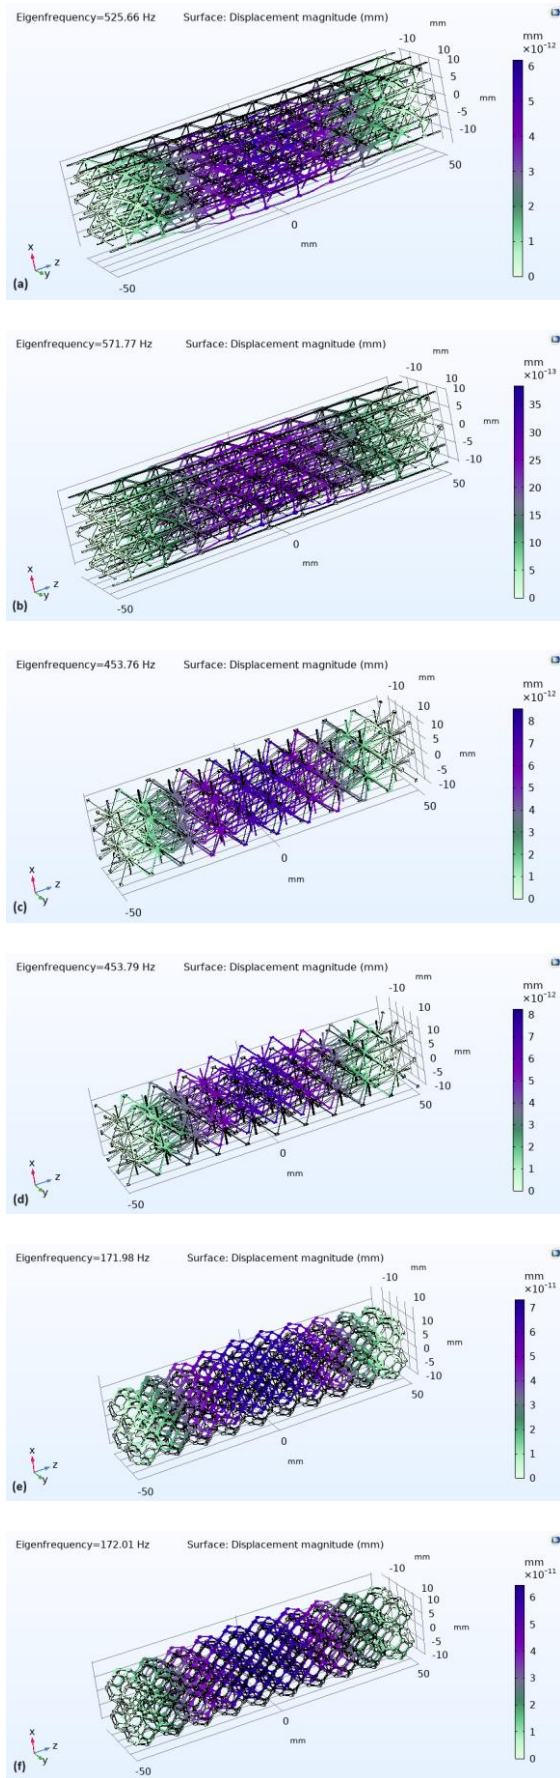 Eigenfrequency=525.66 Hz Surface: Displacement magnitude (mm)
mm
-10
mm
10
×10⁻¹²
5
0
mm
-5
-10
50
0
mm
-50
6
5
4
3
2
1
0
x
z
y
(a)
Eigenfrequency=571.77 Hz Surface: Displacement magnitude (mm)
mm
-10
mm
10
×10⁻¹³
5
0
mm
-5
-10
50
0
mm
-50
35
30
25
20
15
10
5
0
x
z
y
(b)
Eigenfrequency=453.76 Hz Surface: Displacement magnitude (mm)
mm
-10
mm
10
×10⁻¹²
5
0
mm
-5
-10
50
0
mm
-50
8
7
6
5
4
3
2
1
0
x
z
y
(c)
Eigenfrequency=453.79 Hz Surface: Displacement magnitude (mm)
mm
-10
mm
10
×10⁻¹²
5
0
mm
-5
-10
50
0
mm
-50
8
7
6
5
4
3
2
1
0
x
z
y
(d)
Eigenfrequency=171.98 Hz Surface: Displacement magnitude (mm)
mm
-10
mm
10
×10⁻¹¹
5
0
mm
-5
-10
50
0
mm
-50
7
6
5
4
3
2
1
0
x
z
y
(e)
Eigenfrequency=172.01 Hz Surface: Displacement magnitude (mm)
mm
-10
mm
10
×10⁻¹¹
5
0
mm
-5
-10
50
0
mm
-50
6
5
4
3
2
1
0
x
z
y
(f)